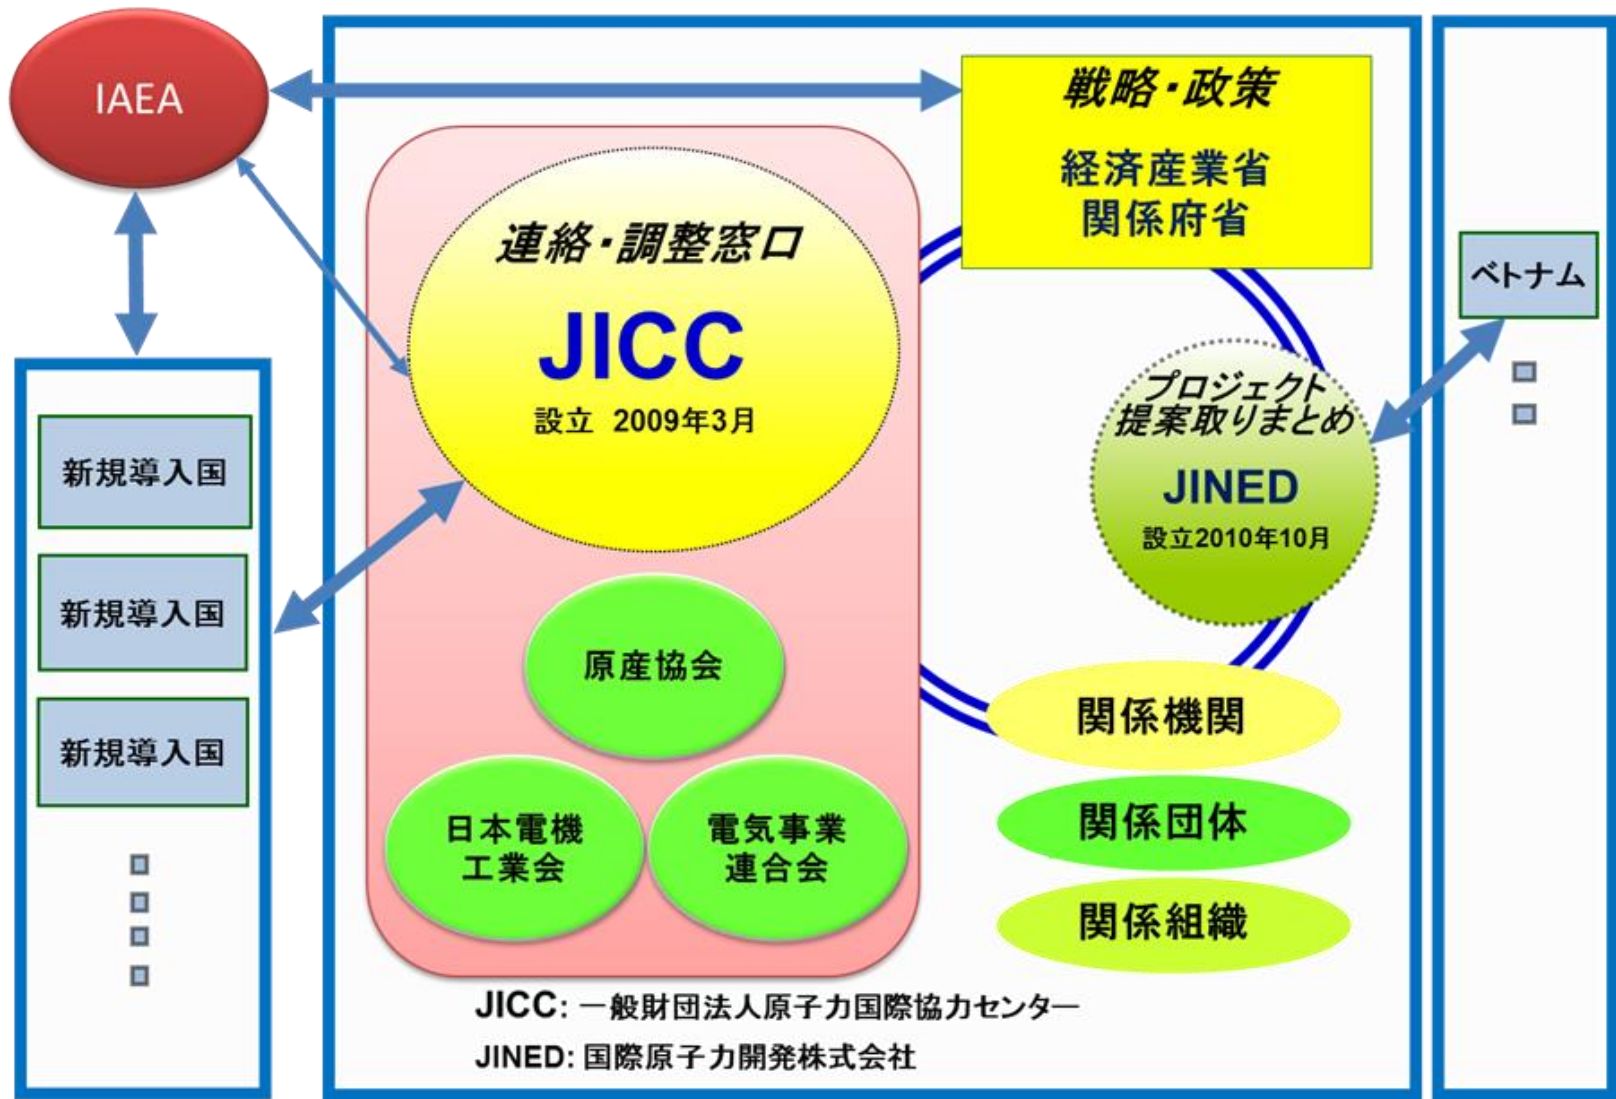 IAEA
戦略・政策
経済産業省
関係府省
連絡・調整窓口
JICC
設立 2009年3月
ベトナム
プロジェクト
提案取りまとめ
JINED
設立2010年10月
新規導入国
新規導入国
新規導入国
原産協会
日本電機
工業会
電気事業
連合会
関係機関
関係団体
関係組織
JICC: 一般財団法人原子力国際協力センター
JINED: 国際原子力開発株式会社